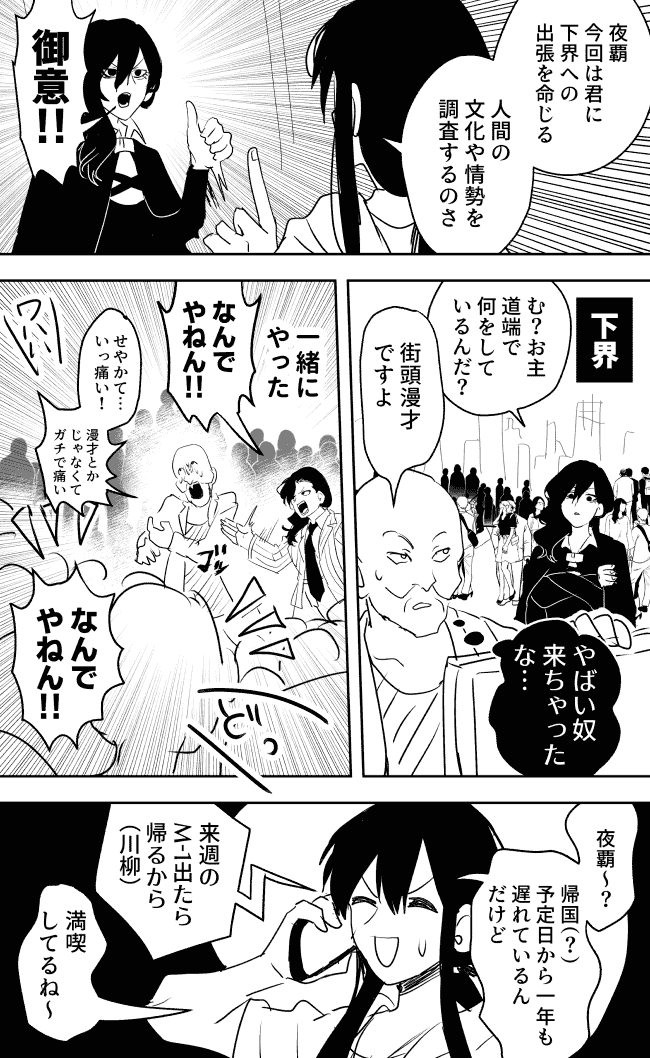 夜覇
今回は君に
下界への
出張を命じる
人間の
文化や情勢を
調査するのさ
御意!!
下界
む?お主
道端で
何をして
いるんだ?
街頭漫才
ですよ
やばい奴
来ちゃった
な…
一緒に
やった
なんで
やねん!!
せやかて…
いっ痛い!
漫才とか
じゃなくて
ガチで痛い
ワハハハ
ゴッ
なんで
やねん!!
どっ
夜覇〜?
帰国(?)
予定日から一年も
遅れているん
だけど
来週の
M-1出たら
帰るから
(川柳)
満喫
してるね〜